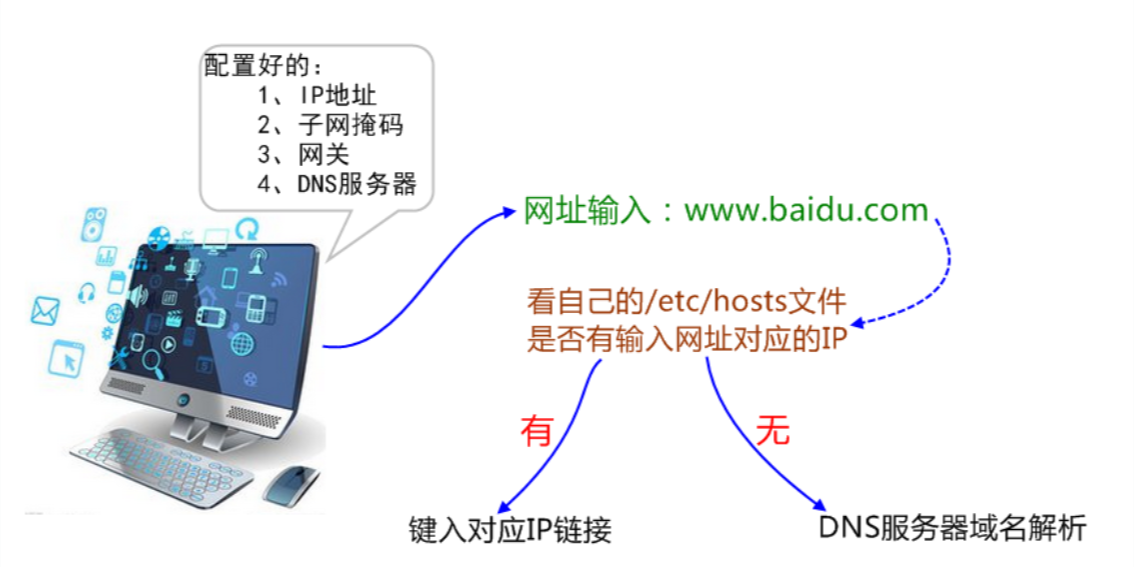 配置好的：
1、IP地址
2、子网掩码
3、网关
4、DNS服务器
网址输入：www.baidu.com
看自己的/etc/hosts文件
是否有输入网址对应的IP
有
无
键入对应IP链接
DNS服务器域名解析